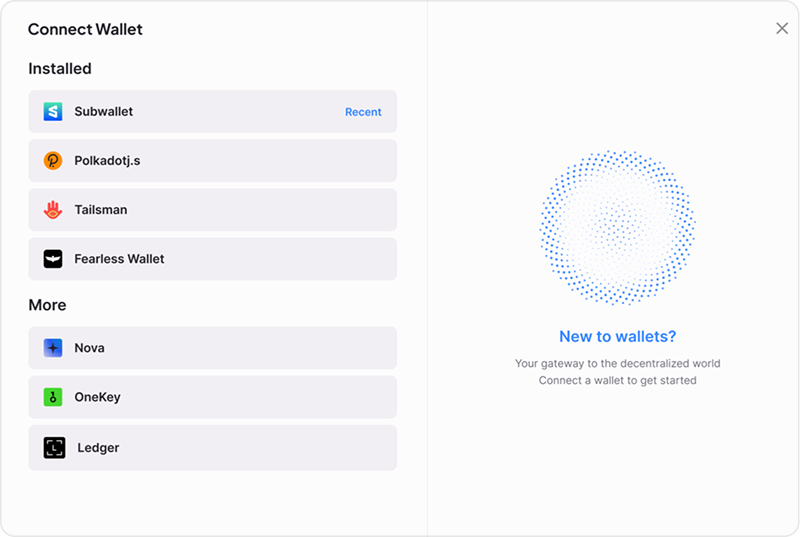 Connect Wallet
Installed
Subwallet
Recent
Polkadotj.s
Tailsman
Fearless Wallet
More
Nova
OneKey
Ledger
New to wallets?
Your gateway to the decentralized world
Connect a wallet to get started